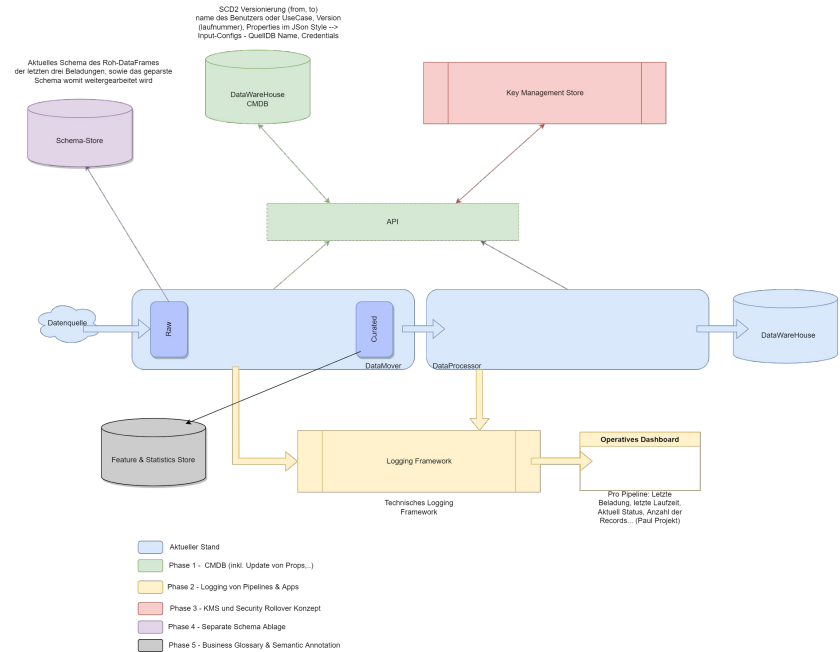 SCD2 Versionierung (from, to)
name des Benutzers oder UseCase, Version
(laufnummer), Properties im JSon Style -->
Input-Configs - QuellDB Name, Credentials
Aktuelles Schema des Roh-DataFrames
der letzten drei Beladungen, sowie das geparste
Schema womit weitergearbeitet wird
DataWareHouse
CMDB
Key Management Store
Schema-Store
API
Datenquelle
Raw
Curated
DataMover
DataProcessor
DataWareHouse
Feature & Statistics Store
Logging Framework
Technisches Logging
Framework
Operatives Dashboard
Pro Pipeline: Letzte
Beladung, letzte Laufzeit,
Aktuell Status, Anzahl der
Records... (Paul Projekt)
Aktueller Stand
Phase 1 - CMDB (inkl. Update von Props,..)
Phase 2 - Logging von Pipelines & Apps
Phase 3 - KMS und Security Rollover Konzept
Phase 4 - Separate Schema Ablage
Phase 5 - Business Glossary & Semantic Annotation